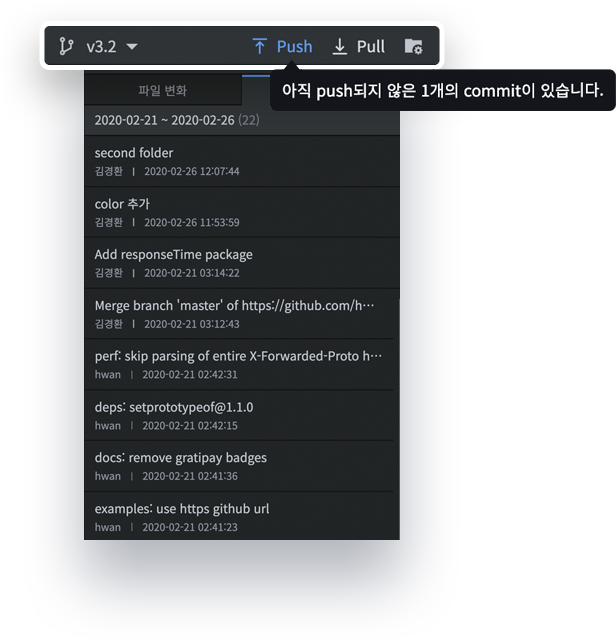 v3.2 Push Pull
아직 push되지 않은 1개의 commit이 있습니다.
파일 변화
2020-02-21 ~ 2020-02-26 (22)
second folder
김경환 | 2020-02-26 12:07:44
color 추가
김경환 | 2020-02-26 11:53:59
Add responseTime package
김경환 | 2020-02-21 03:14:22
Merge branch 'master' of https://github.com/h···
김경환 | 2020-02-21 03:12:43
perf: skip parsing of entire X-Forwarded-Proto h···
hwan | 2020-02-21 02:42:31
deps: setprototypeof@1.1.0
hwan | 2020-02-21 02:42:15
docs: remove gratipay badges
hwan | 2020-02-21 02:41:36
examples: use https github url
hwan | 2020-02-21 02:41:23